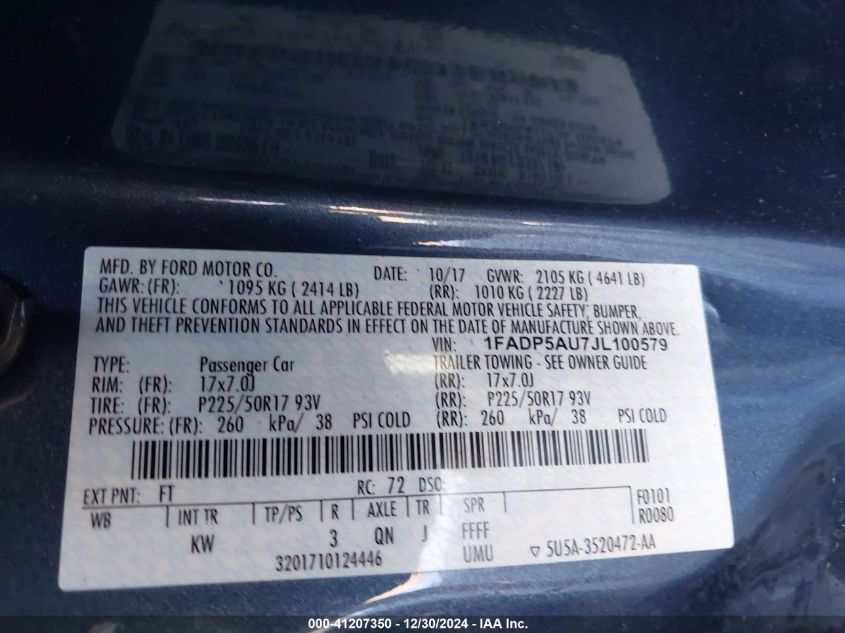 MFD. BY FORD MOTOR CO. DATE: 10/17 GVWR: 2105 KG ( 4641 LB)
GAWR: (FR): 1095 KG ( 2414 LB) (RR): 1010 KG ( 2227 LB)
THIS VEHICLE CONFORMS TO ALL APPLICABLE FEDERAL MOTOR VEHICLE SAFETY, BUMPER,
AND THEFT PREVENTION STANDARDS IN EFFECT ON THE DATE OF MANUFACTURE SHOWN ABOVE.
VIN: 1FADP5AU7JL100579
TYPE: Passenger Car TRAILER TOWING - SEE OWNER GUIDE
RIM: (FR): 17x7.0J (RR): 17x7.0J
TIRE: (FR): P225/50R17 93V (RR): P225/50R17 93V
PRESSURE: (FR): 260 kPa/ 38 PSI COLD (RR): 260 kPa/ 38 PSI COLD
EXT PNT: FT RC: 72 DSO:
WB INT TR TP/PS R AXLE TR SPR F0101
R0080
KW 3 QN J FFFF
3201710124446 UMU ▽ 5U5A-3520472-AA
000-41207350 - 12/30/2024 - IAA Inc.